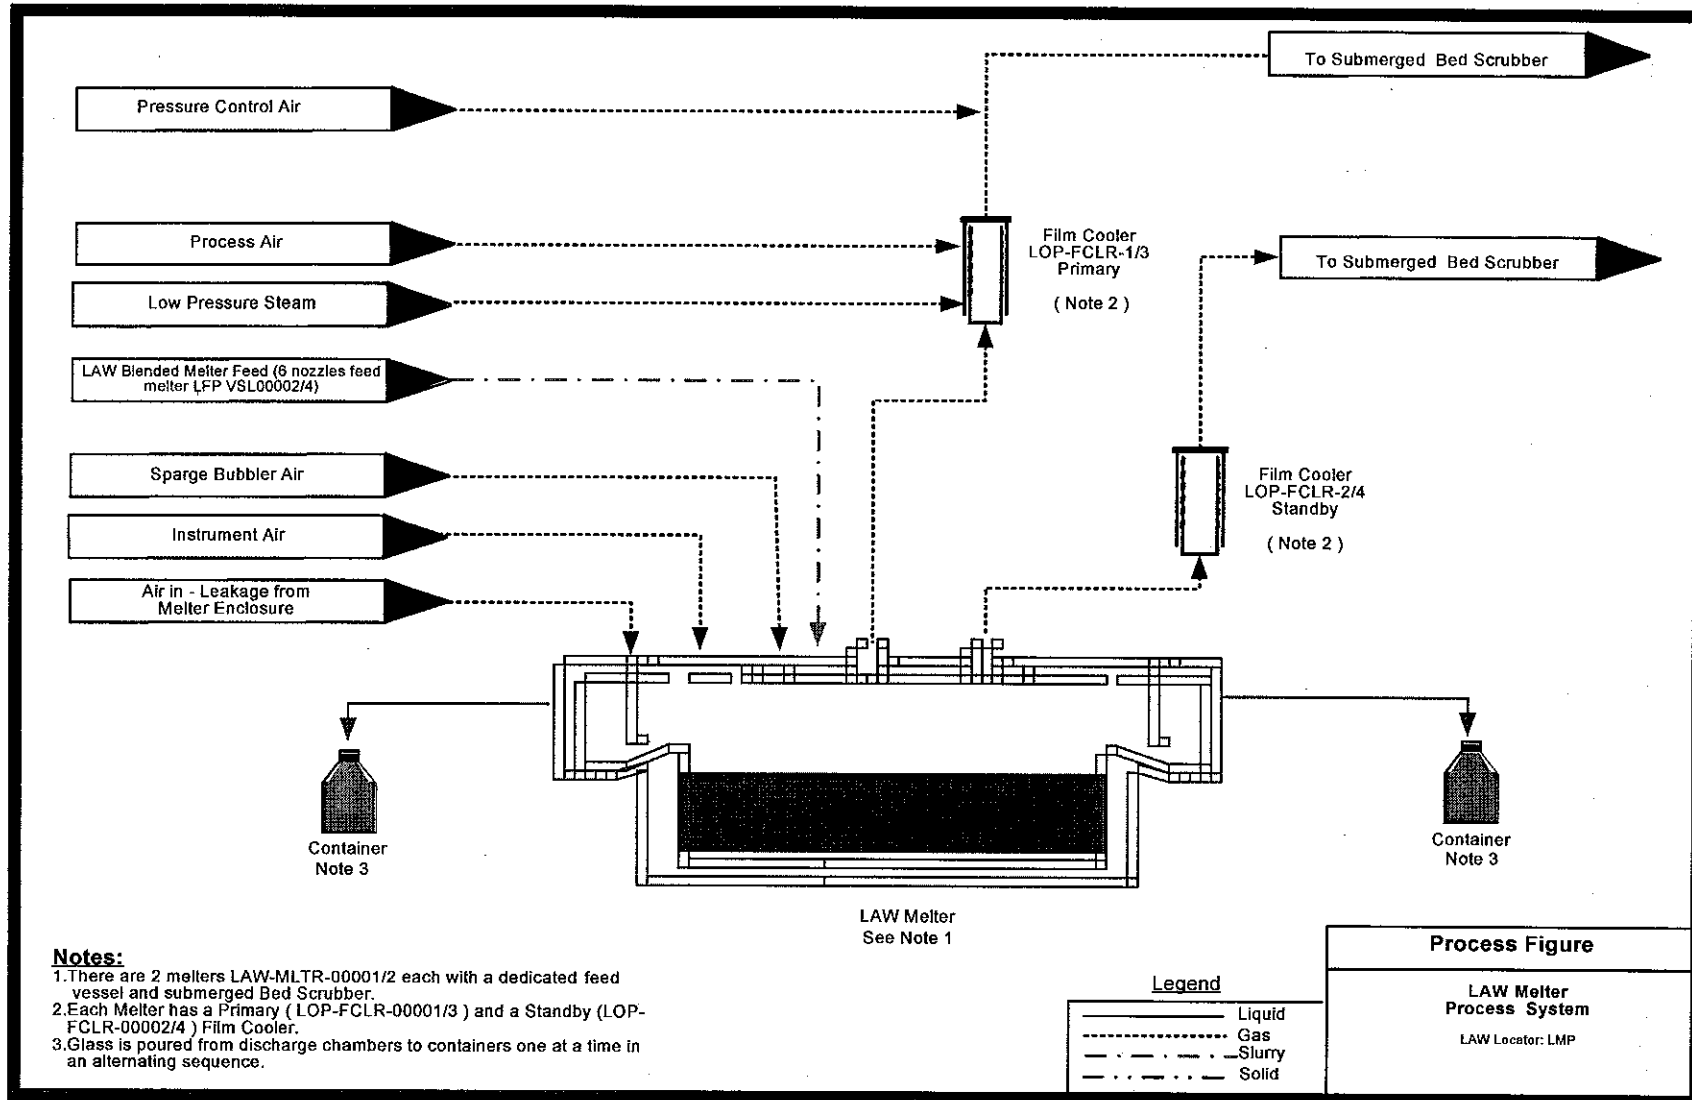 To Submerged Bed Scrubber
Pressure Control Air
Process Air
Film Cooler
LOP-FCLR-1/3
Primary
( Note 2 )
To Submerged Bed Scrubber
Low Pressure Steam
LAW Blended Melter Feed (6 nozzles feed
melter LFP VSL00002/4)
Sparge Bubbler Air
Film Cooler
LOP-FCLR-2/4
Standby
( Note 2 )
Instrument Air
Air in - Leakage from
Melter Enclosure
Container
Note 3
Container
Note 3
LAW Melter
See Note 1
Notes:
1.There are 2 melters LAW-MLTR-00001/2 each with a dedicated feed
vessel and submerged Bed Scrubber.
2.Each Melter has a Primary ( LOP-FCLR-00001/3 ) and a Standby (LOP-
FCLR-00002/4 ) Film Cooler.
3.Glass is poured from discharge chambers to containers one at a time in
an alternating sequence.
Legend
Liquid
Gas
Slurry
Solid
Process Figure
LAW Melter
Process System
LAW Locator: LMP